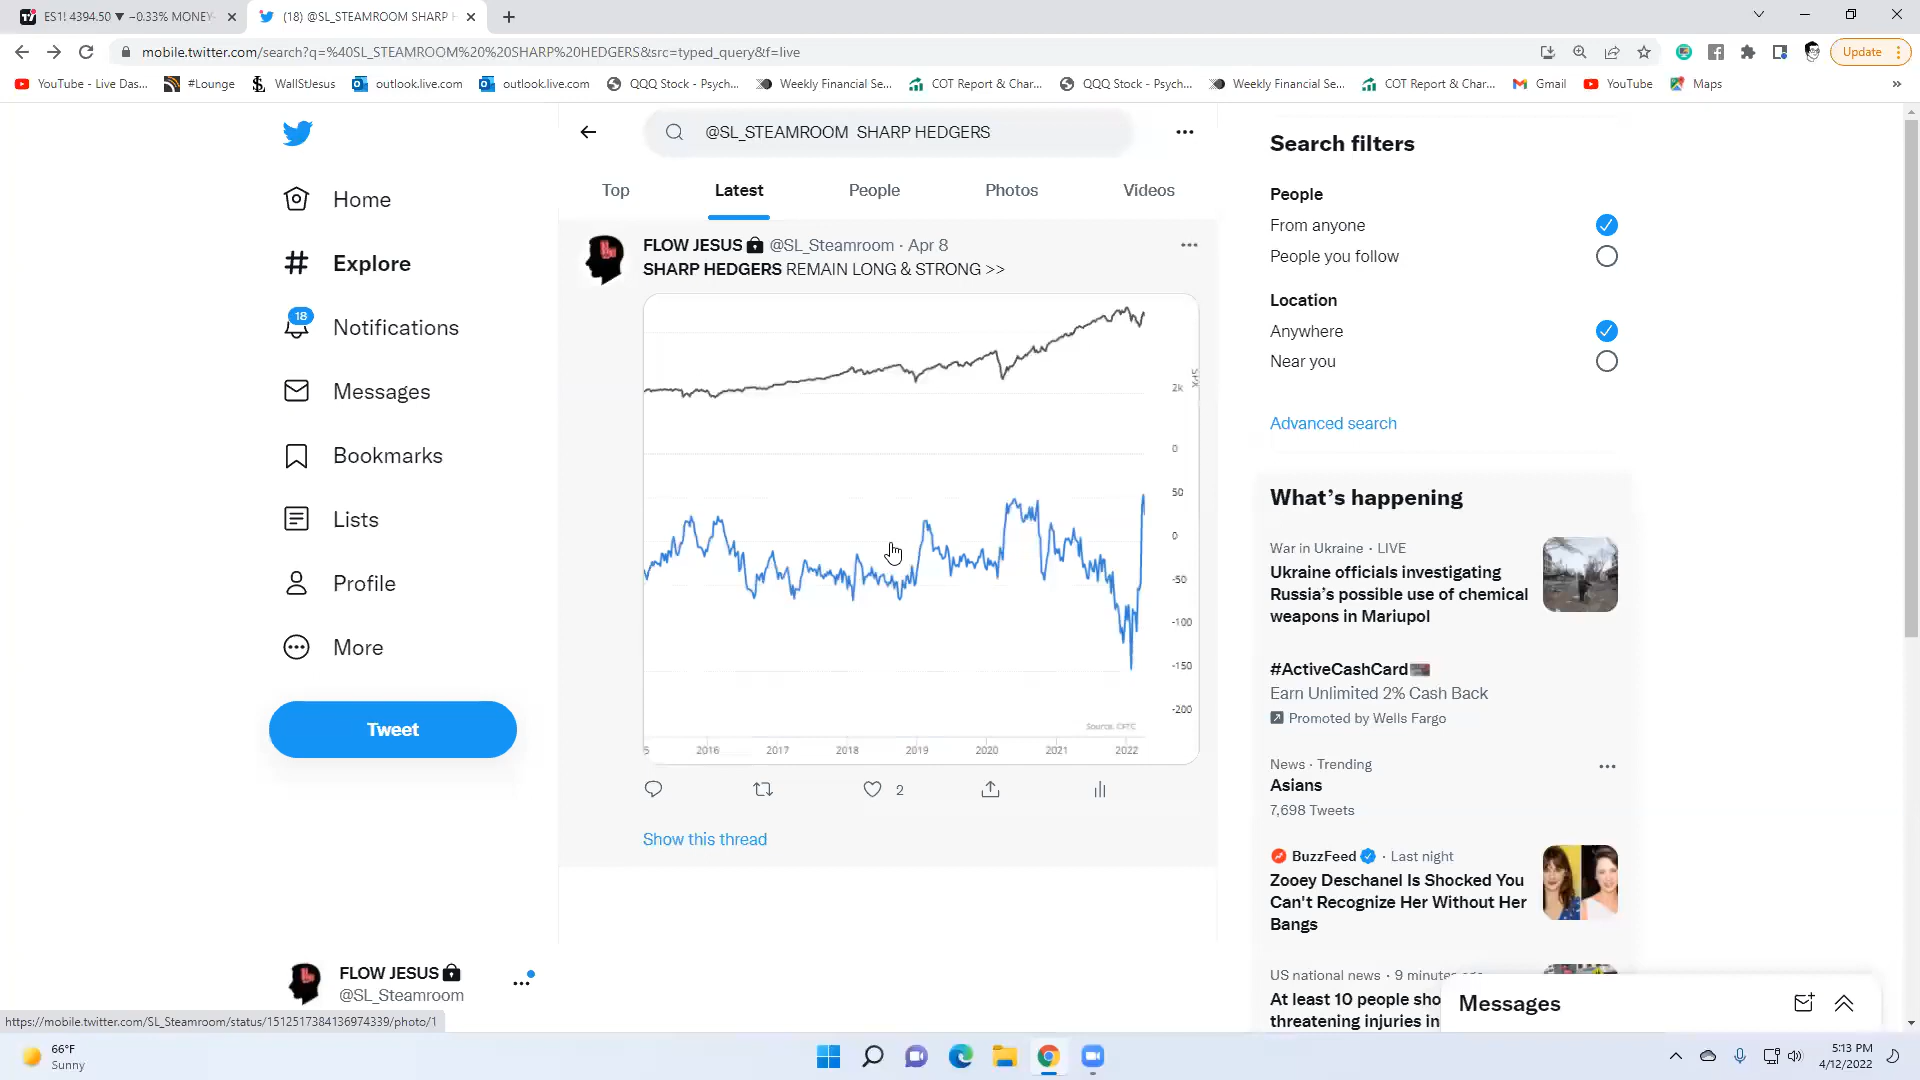 ES1! 4394.50 ▼ −0.33% MONEY
(18) @SL_STEAMROOM SHARP H
mobile.twitter.com/search?q=%40SL_STEAMROOM%20%20SHARP%20HEDGERS&src=typed_query&f=live
Update
YouTube - Live Das...
#Lounge
WallStJesus
outlook.live.com
outlook.live.com
QQQ Stock - Psych...
Weekly Financial Se...
COT Report & Char...
QQQ Stock - Psych...
Weekly Financial Se...
COT Report & Char...
Gmail
YouTube
Maps
Home
Explore
18
Notifications
Messages
Bookmarks
Lists
Profile
More
Tweet
FLOW JESUS
@SL_Steamroom
@SL_STEAMROOM  SHARP HEDGERS
Top
Latest
People
Photos
Videos
FLOW JESUS @SL_Steamroom · Apr 8
SHARP HEDGERS REMAIN LONG & STRONG >>
SPX
2k
0
50
0
-50
-100
-150
-200
Source: CFTC
5 2016 2017 2018 2019 2020 2021 2022
2
Show this thread
Search filters
People
From anyone
People you follow
Location
Anywhere
Near you
Advanced search
What's happening
War in Ukraine · LIVE
Ukraine officials investigating
Russia's possible use of chemical
weapons in Mariupol
#ActiveCashCard
Earn Unlimited 2% Cash Back
Promoted by Wells Fargo
News · Trending
Asians
7,698 Tweets
BuzzFeed · Last night
Zooey Deschanel Is Shocked You
Can't Recognize Her Without Her
Bangs
US national news · 9 minutes ago
At least 10 people sho
threatening injuries in
Messages
https://mobile.twitter.com/SL_Steamroom/status/1512517384136974339/photo/1
66°F
Sunny
5:13 PM
4/12/2022